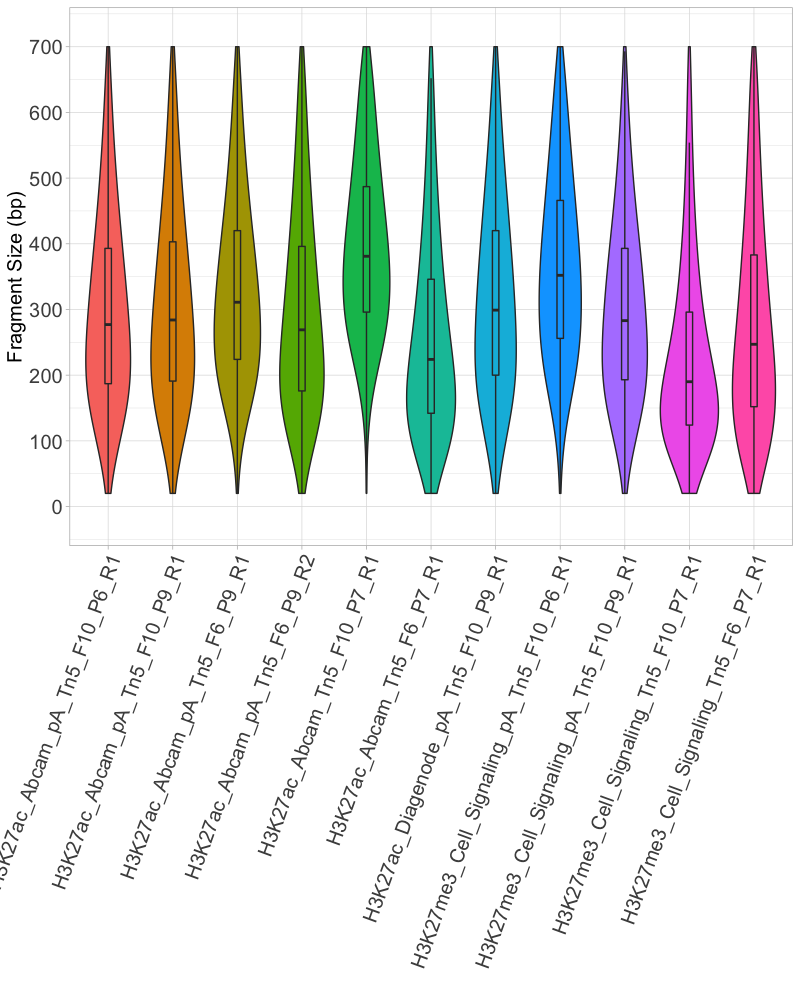 Fragment Size (bp)
700
600
500
400
300
200
100
0
H3K27ac_Abcam_pA_Tn5_F10_P6_R1
H3K27ac_Abcam_pA_Tn5_F10_P9_R1
H3K27ac_Abcam_pA_Tn5_F6_P9_R1
H3K27ac_Abcam_pA_Tn5_F6_P9_R2
H3K27ac_Abcam_Tn5_F10_P7_R1
H3K27ac_Abcam_Tn5_F6_P7_R1
H3K27ac_Diagenode_pA_Tn5_F10_P9_R1
H3K27me3_Cell_Signaling_pA_Tn5_F10_P6_R1
H3K27me3_Cell_Signaling_pA_Tn5_F10_P9_R1
H3K27me3_Cell_Signaling_Tn5_F10_P7_R1
H3K27me3_Cell_Signaling_Tn5_F6_P7_R1